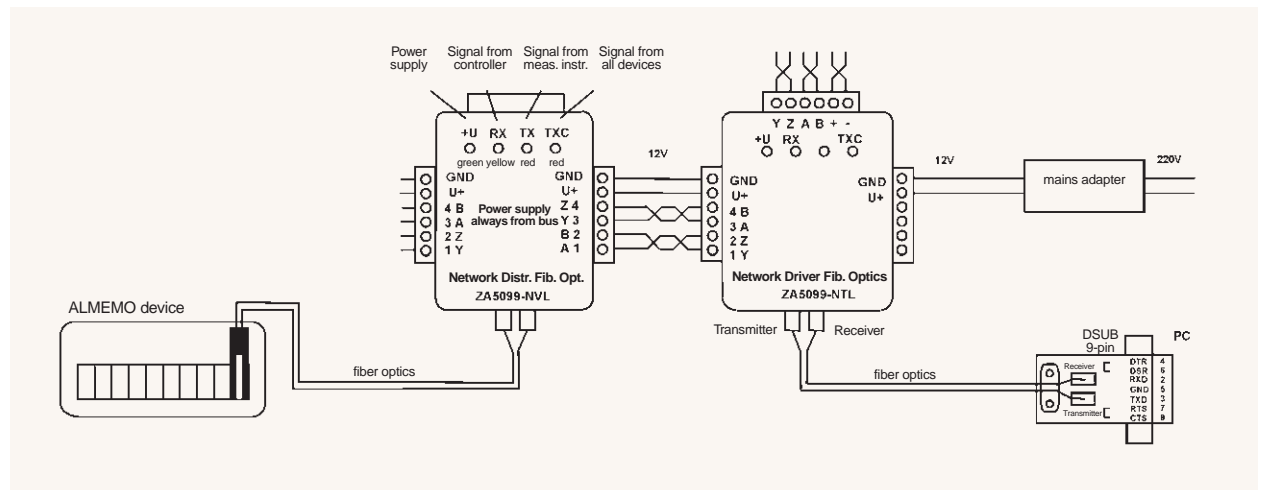 Power supply
Signal from controller
Signal from meas. instr.
Signal from all devices
+U RX TX TXC
green yellow red red
GND
U+
4 B
3 A
2 Z
1 Y
Power supply
always from bus
GND
U+
Z 4
Y 3
B 2
A 1
Network Distr. Fib. Opt.
ZA5099-NVL
12V
Y Z A B + -
+U RX TXC
GND
U+
4 B
3 A
2 Z
1 Y
GND
U+
Network Driver Fib. Optics
ZA5099-NTL
Transmitter
Receiver
12V
mains adapter
220V
ALMEMO device
fiber optics
fiber optics
DSUB
9-pin
PC
Receiver
Transmitter
DTR 4
DSR 6
RXD 2
GND 5
TXD 3
RTS 7
CTS 8